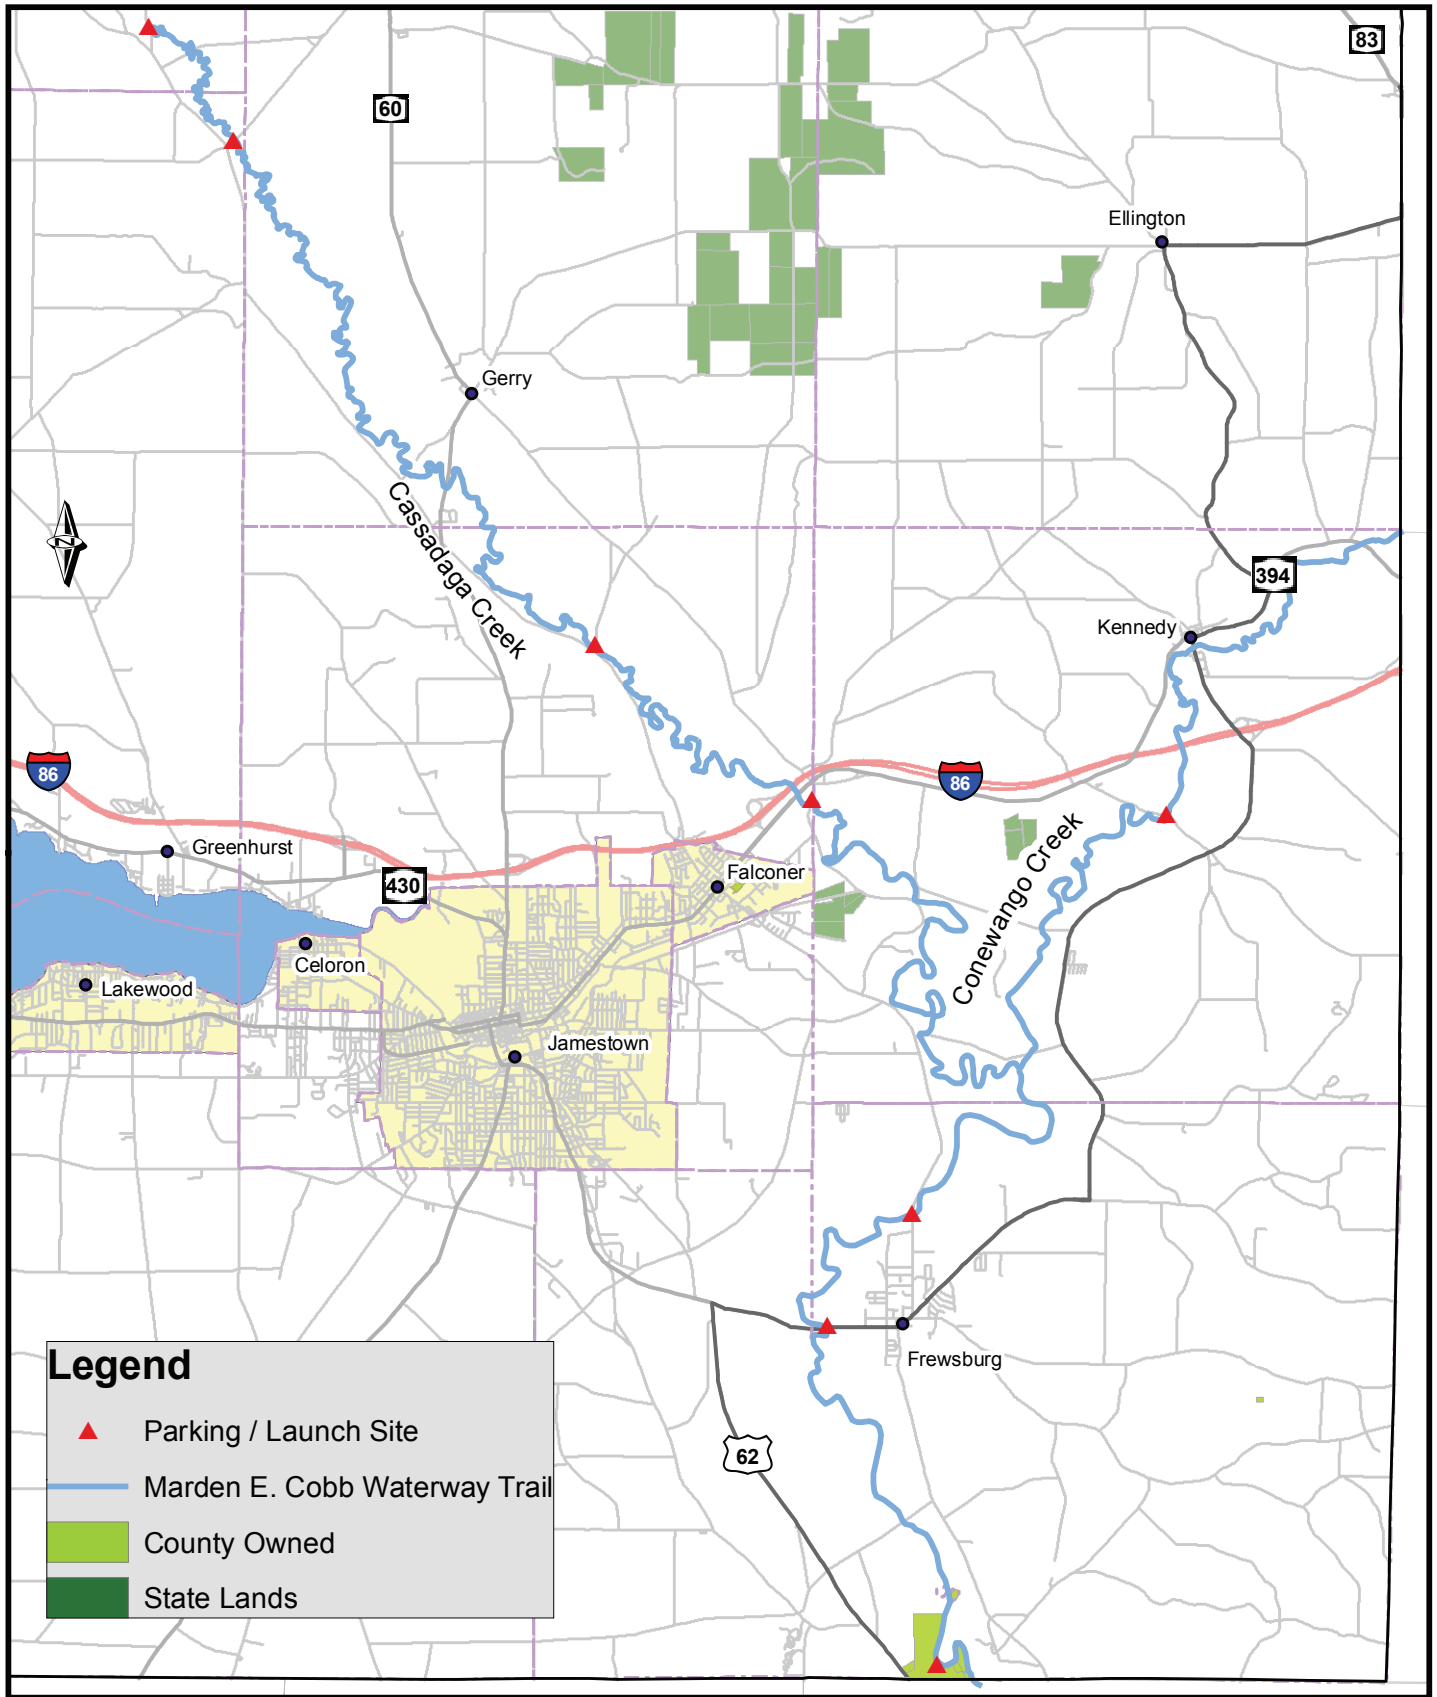 83
60
Ellington
Gerry
Cassadaga Creek
N
394
Kennedy
86
86
Greenhurst
430
Falconer
Conewango Creek
Celoron
Lakewood
Jamestown
Frewsburg
62
Legend
Parking / Launch Site
Marden E. Cobb Waterway Trail
County Owned
State Lands